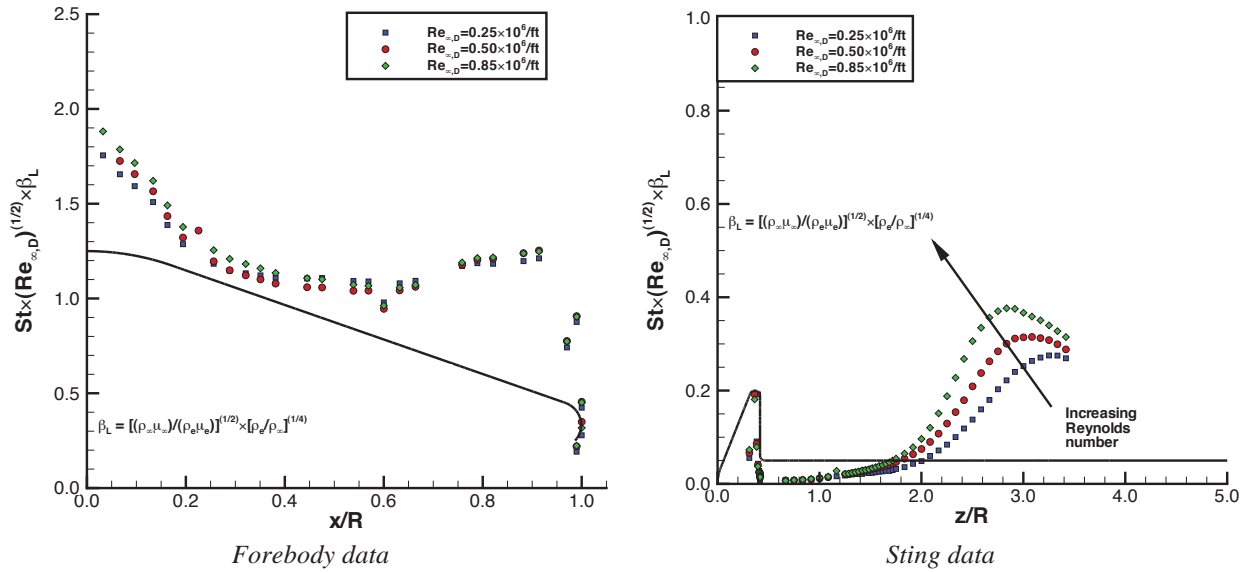 Re∞,D=0.25×10⁶/ft
Re∞,D=0.50×10⁶/ft
Re∞,D=0.85×10⁶/ft
2.5
2.0
1.5
1.0
0.5
0.0
St×(Re∞,D)^(1/2)×βL
βL = [(ρ∞μ∞)/(ρeμe)]^(1/2)×[ρe/ρ∞]^(1/4)
0.0 0.2 0.4 0.6 0.8 1.0
x/R
Forebody data
Re∞,D=0.25×10⁶/ft
Re∞,D=0.50×10⁶/ft
Re∞,D=0.85×10⁶/ft
1.0
0.8
0.6
0.4
0.2
0.0
St×(Re∞,D)^(1/2)×βL
βL = [(ρ∞μ∞)/(ρeμe)]^(1/2)×[ρe/ρ∞]^(1/4)
Increasing
Reynolds
number
0.0 1.0 2.0 3.0 4.0 5.0
z/R
Sting data